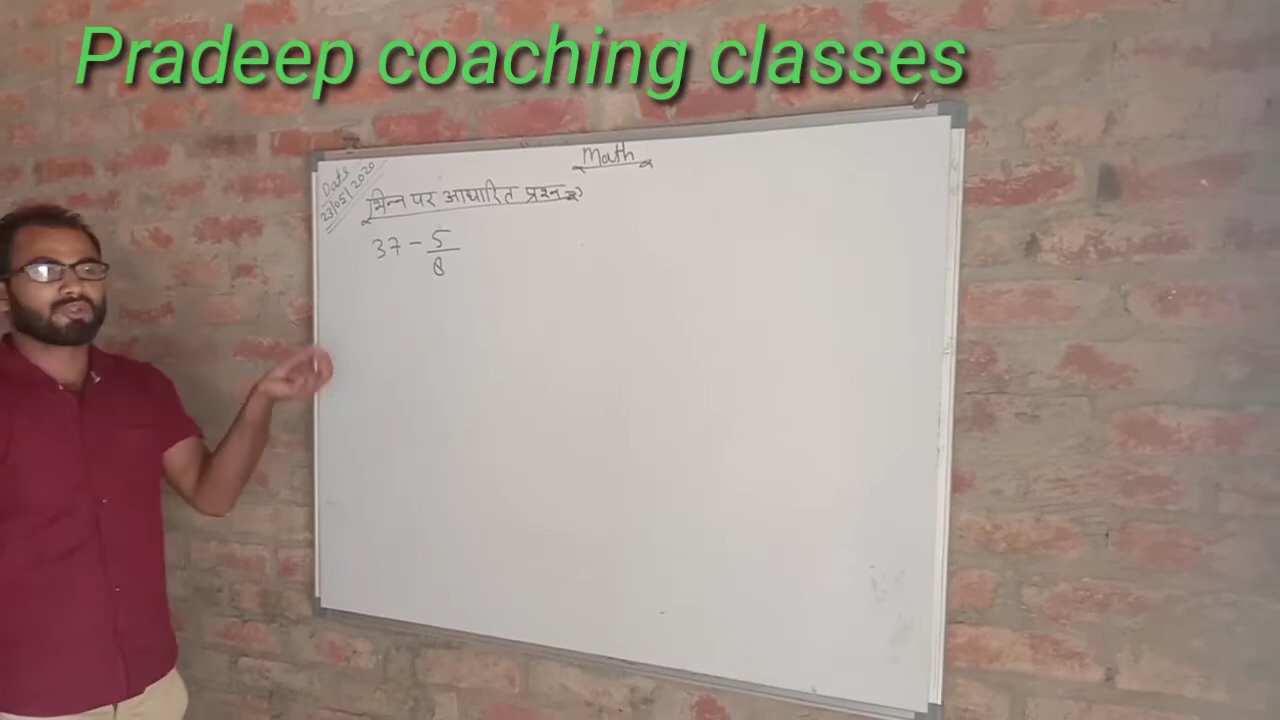 Pradeep coaching classes
Math
Date
23/05/2020
भिन्न पर आधारित प्रश्न
37 - 5/8